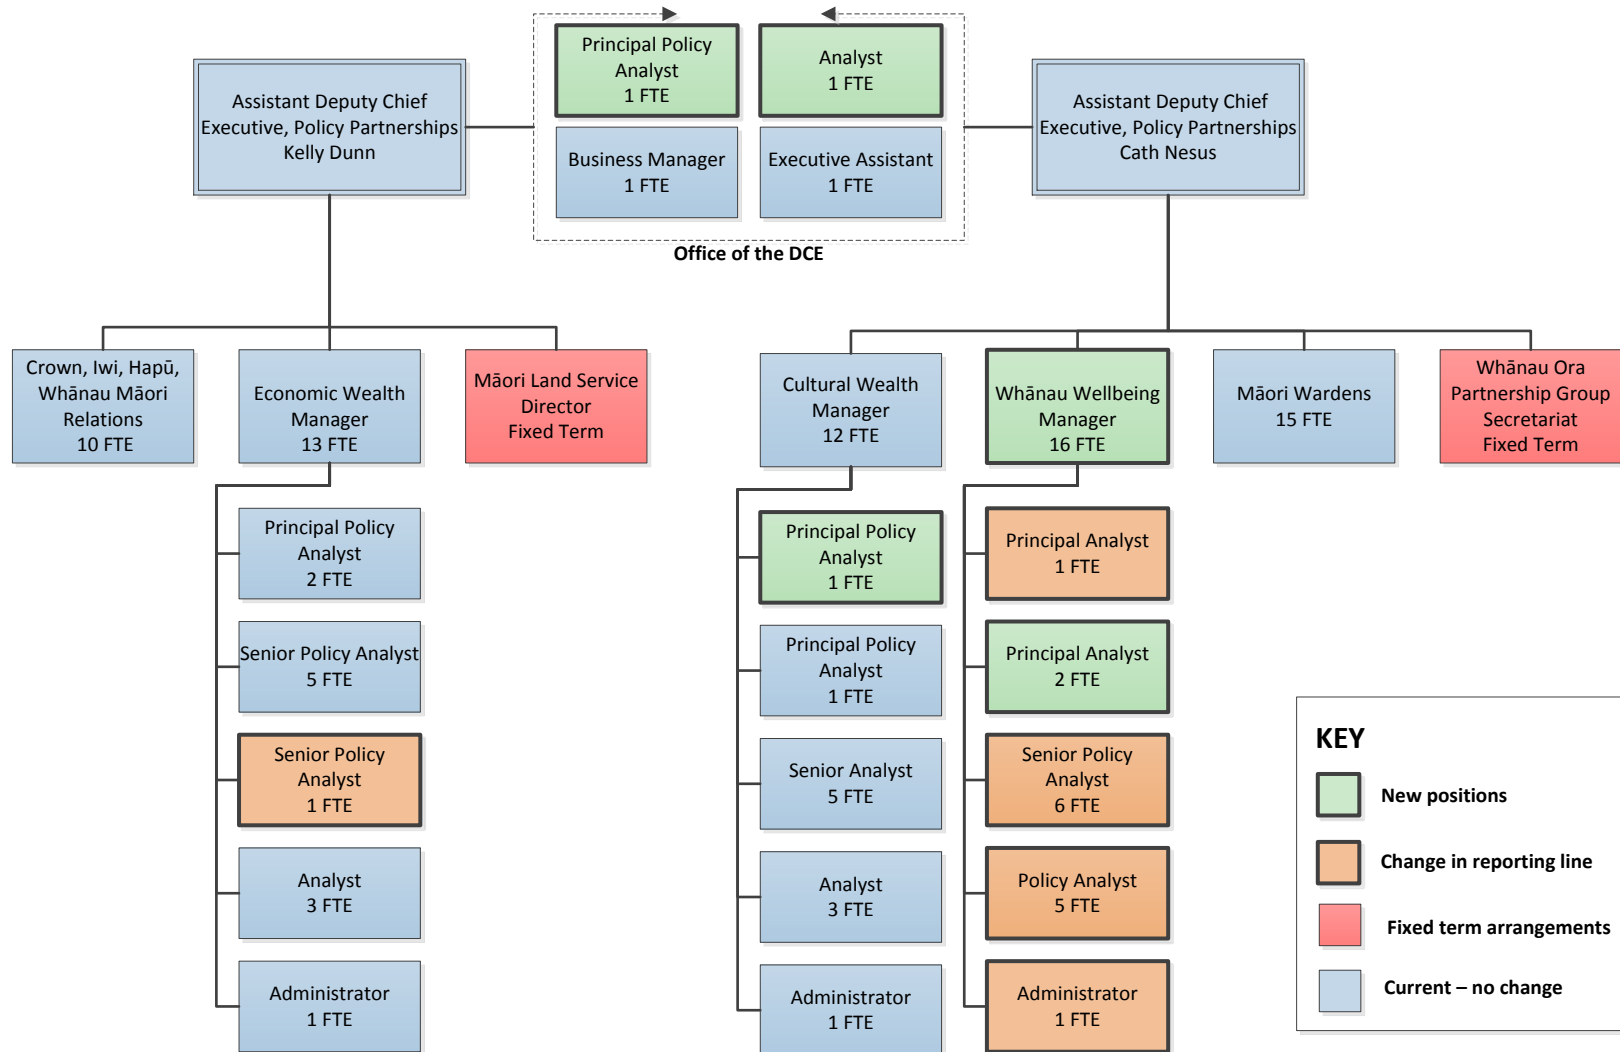 Principal Policy
Analyst
1 FTE
Analyst
1 FTE
Assistant Deputy Chief
Executive, Policy Partnerships
Kelly Dunn
Business Manager
1 FTE
Executive Assistant
1 FTE
Assistant Deputy Chief
Executive, Policy Partnerships
Cath Nesus
Office of the DCE
Crown, Iwi, Hapū,
Whānau Māori
Relations
10 FTE
Economic Wealth
Manager
13 FTE
Māori Land Service
Director
Fixed Term
Cultural Wealth
Manager
12 FTE
Whānau Wellbeing
Manager
16 FTE
Māori Wardens
15 FTE
Whānau Ora
Partnership Group
Secretariat
Fixed Term
Principal Policy
Analyst
2 FTE
Senior Policy Analyst
5 FTE
Senior Policy
Analyst
1 FTE
Analyst
3 FTE
Administrator
1 FTE
Principal Policy
Analyst
1 FTE
Principal Policy
Analyst
1 FTE
Senior Analyst
5 FTE
Analyst
3 FTE
Administrator
1 FTE
Principal Analyst
1 FTE
Principal Analyst
2 FTE
Senior Policy
Analyst
6 FTE
Policy Analyst
5 FTE
Administrator
1 FTE
KEY
New positions
Change in reporting line
Fixed term arrangements
Current – no change